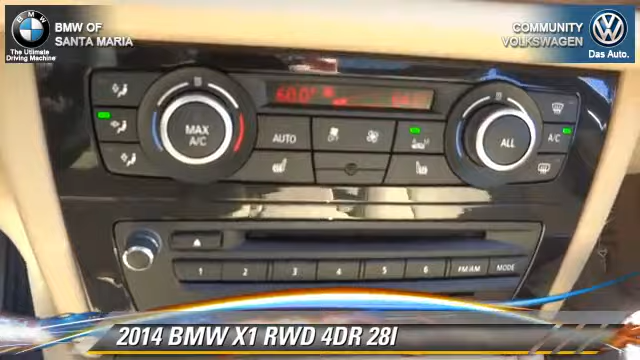 BMW
BMW OF
SANTA MARIA
The Ultimate
Driving Machine
COMMUNITY
VOLKSWAGEN
Das Auto.
60.0°
MAX
A/C
AUTO
ALL
A/C
1 2 3 4 5 6 FM/AM MODE
2014 BMW X1 RWD 4DR 28I